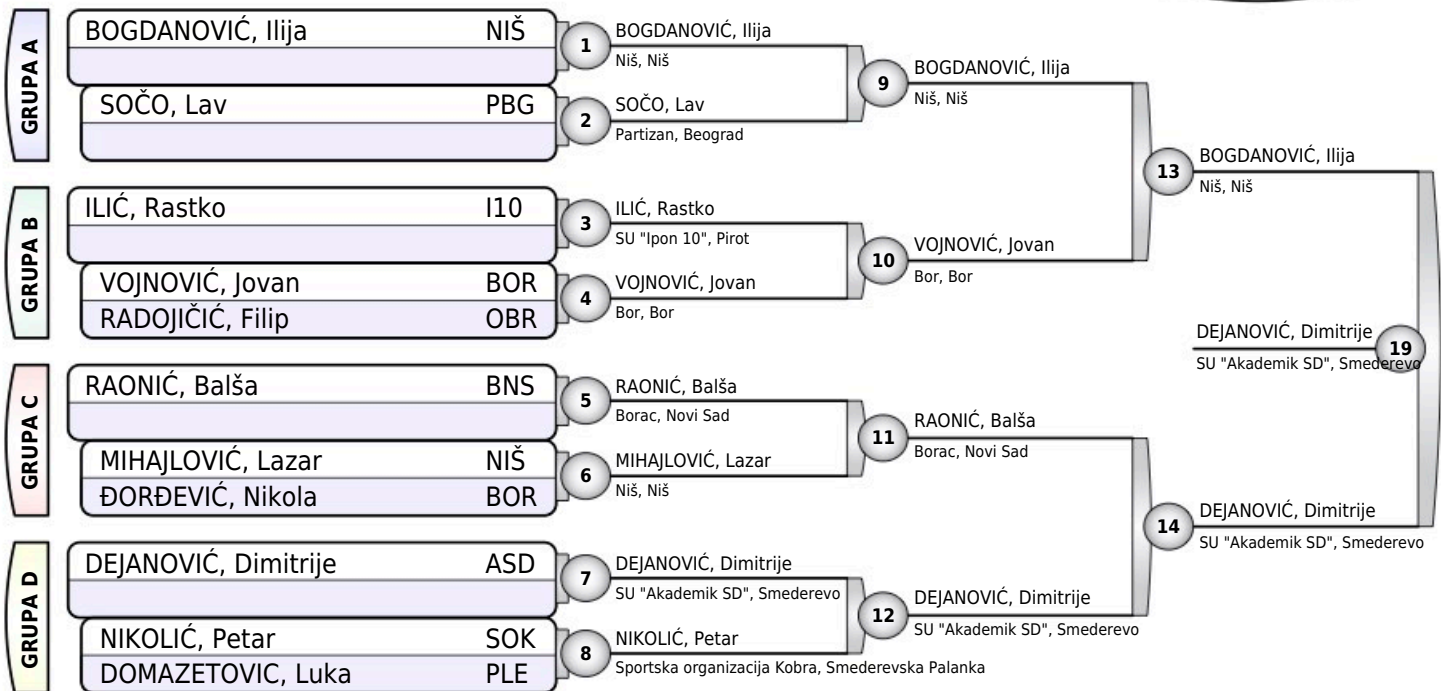 GRUPA A
BOGDANOVIĆ, Ilija NIŠ
SOČO, Lav PBG
GRUPA B
ILIĆ, Rastko I10
VOJNOVIĆ, Jovan BOR
RADOJIČIĆ, Filip OBR
GRUPA C
RAONIĆ, Balša BNS
MIHAJLOVIĆ, Lazar NIŠ
ĐORĐEVIĆ, Nikola BOR
GRUPA D
DEJANOVIĆ, Dimitrije ASD
NIKOLIĆ, Petar SOK
DOMAZETOVIC, Luka PLE
1
BOGDANOVIĆ, Ilija
Niš, Niš
2
SOČO, Lav
Partizan, Beograd
3
ILIĆ, Rastko
SU "Ipon 10", Pirot
4
VOJNOVIĆ, Jovan
Bor, Bor
5
RAONIĆ, Balša
Borac, Novi Sad
6
MIHAJLOVIĆ, Lazar
Niš, Niš
7
DEJANOVIĆ, Dimitrije
SU "Akademik SD", Smederevo
8
NIKOLIĆ, Petar
Sportska organizacija Kobra, Smederevska Palanka
9
BOGDANOVIĆ, Ilija
Niš, Niš
10
VOJNOVIĆ, Jovan
Bor, Bor
11
RAONIĆ, Balša
Borac, Novi Sad
12
DEJANOVIĆ, Dimitrije
SU "Akademik SD", Smederevo
13
BOGDANOVIĆ, Ilija
Niš, Niš
14
DEJANOVIĆ, Dimitrije
SU "Akademik SD", Smederevo
DEJANOVIĆ, Dimitrije
19
SU "Akademik SD", Smederevo